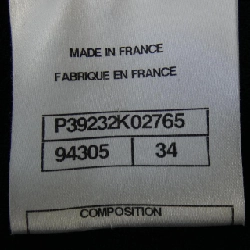 MADE IN FRANCE
FABRIQUE EN FRANCE
P39232K02765
94305 34
COMPOSITION